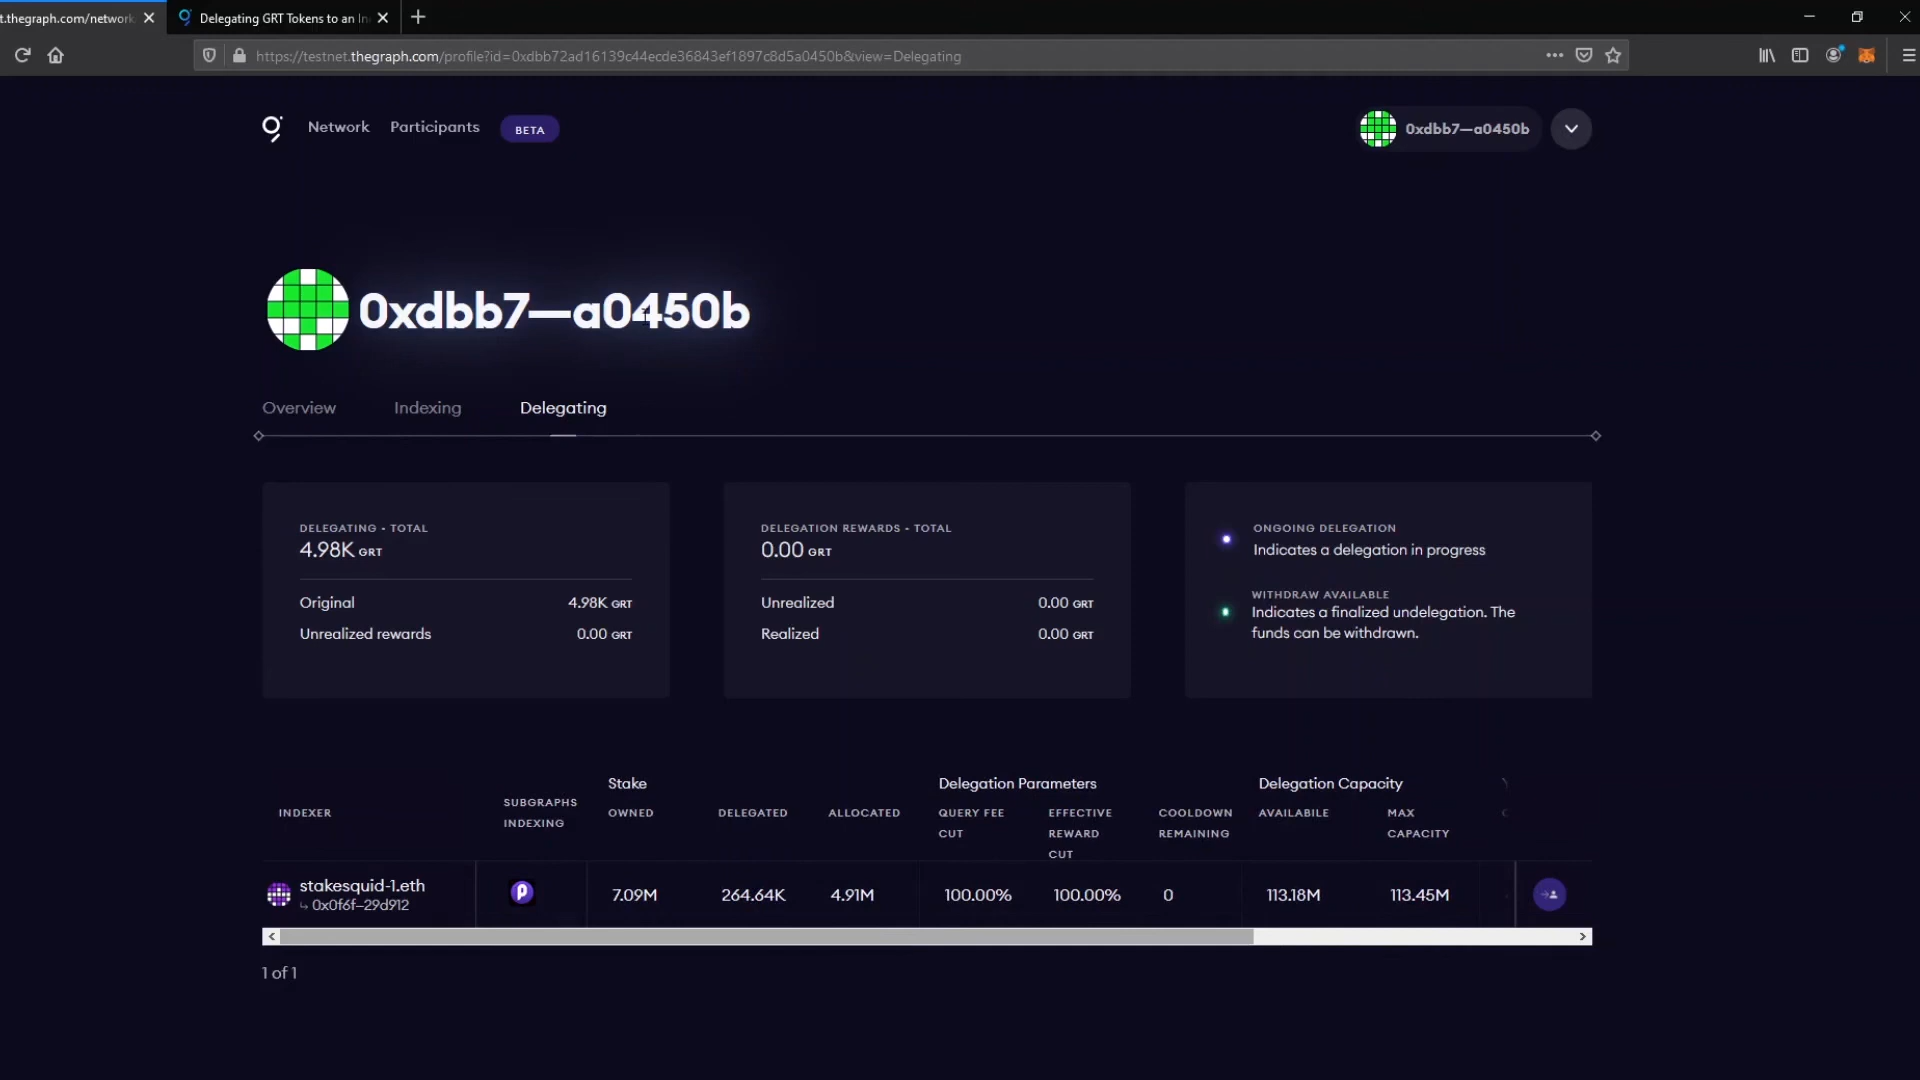 t.thegraph.com/network
Delegating GRT Tokens to an In
https://testnet.thegraph.com/profile?id=0xdbb72ad16139c44ecde36843ef1897c8d5a0450b&view=Delegating
Network
Participants
BETA
0xdbb7—a0450b
0xdbb7—a0450b
Overview
Indexing
Delegating
DELEGATING - TOTAL
4.98K GRT
Original 4.98K GRT
Unrealized rewards 0.00 GRT
DELEGATION REWARDS - TOTAL
0.00 GRT
Unrealized 0.00 GRT
Realized 0.00 GRT
ONGOING DELEGATION
Indicates a delegation in progress
WITHDRAW AVAILABLE
Indicates a finalized undelegation. The
funds can be withdrawn.
Stake Delegation Parameters Delegation Capacity
INDEXER
SUBGRAPHS
INDEXING
OWNED
DELEGATED
ALLOCATED
QUERY FEE
CUT
EFFECTIVE
REWARD
CUT
COOLDOWN
REMAINING
AVAILABILE
MAX
CAPACITY
stakesquid-1.eth
0x0f6f—29d912
7.09M 264.64K 4.91M 100.00% 100.00% 0 113.18M 113.45M
1 of 1